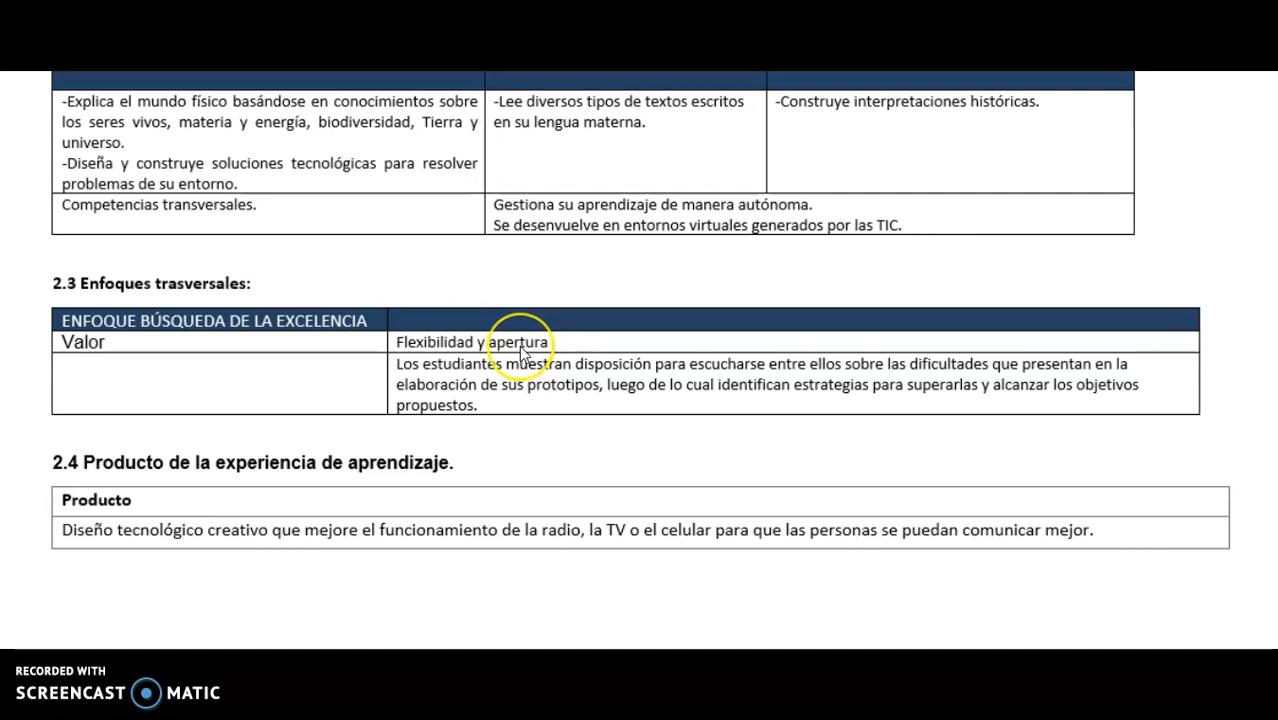 -Explica el mundo físico basándose en conocimientos sobre
los seres vivos, materia y energía, biodiversidad, Tierra y
universo.
-Diseña y construye soluciones tecnológicas para resolver
problemas de su entorno.
-Lee diversos tipos de textos escritos
en su lengua materna.
-Construye interpretaciones históricas.
Competencias transversales.
Gestiona su aprendizaje de manera autónoma.
Se desenvuelve en entornos virtuales generados por las TIC.
2.3 Enfoques trasversales:
ENFOQUE BÚSQUEDA DE LA EXCELENCIA
Valor
Flexibilidad y apertura
Los estudiantes muestran disposición para escucharse entre ellos sobre las dificultades que presentan en la
elaboración de sus prototipos, luego de lo cual identifican estrategias para superarlas y alcanzar los objetivos
propuestos.
2.4 Producto de la experiencia de aprendizaje.
Producto
Diseño tecnológico creativo que mejore el funcionamiento de la radio, la TV o el celular para que las personas se puedan comunicar mejor.
RECORDED WITH
SCREENCAST MATIC